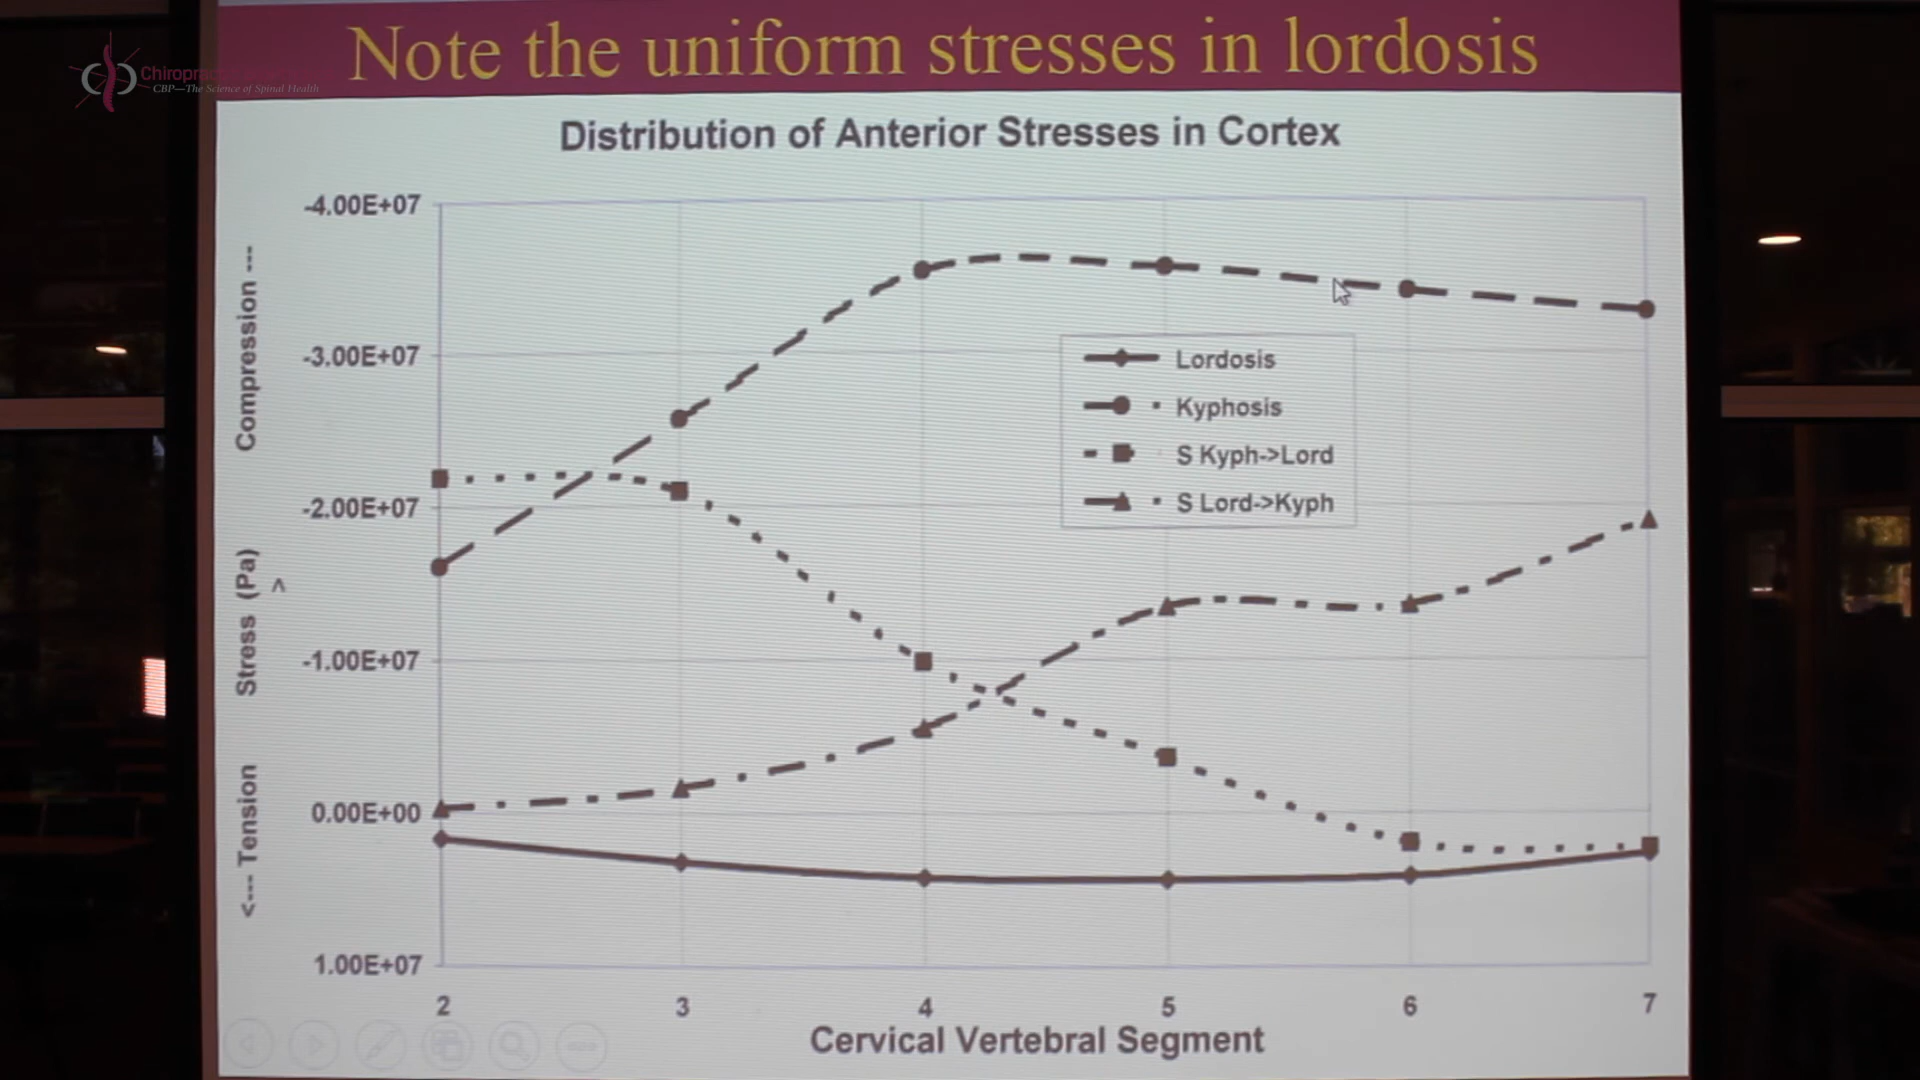 Note the uniform stresses in lordosis
CBP—The Science of Spinal Health
Distribution of Anterior Stresses in Cortex
-4.00E+07
-3.00E+07
-2.00E+07
-1.00E+07
0.00E+00
1.00E+07
<--- Tension Stress (Pa) Compression --->
Lordosis
Kyphosis
S Kyph->Lord
S Lord->Kyph
2 3 4 5 6 7
Cervical Vertebral Segment